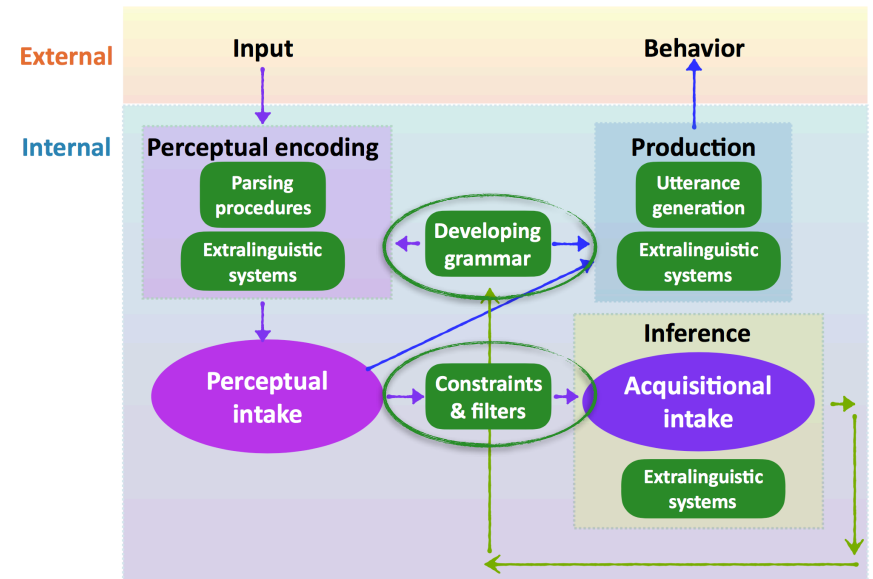 External
Input
Behavior
Internal
Perceptual encoding
Parsing
procedures
Extralinguistic
systems
Developing
grammar
Production
Utterance
generation
Extralinguistic
systems
Perceptual
intake
Constraints
& filters
Inference
Acquisitional
intake
Extralinguistic
systems